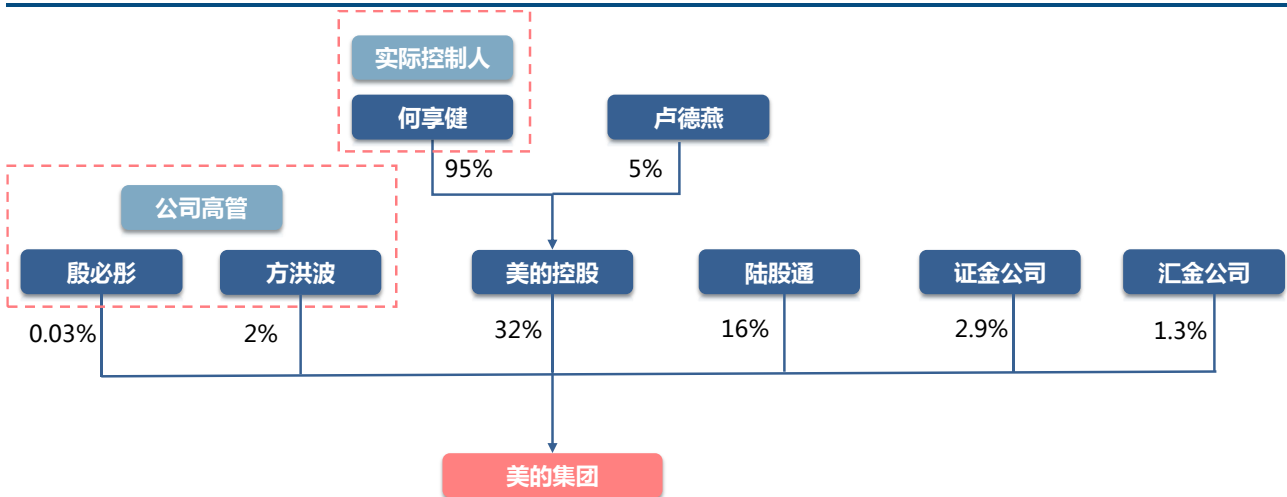 实际控制人
何享健
卢德燕
95%
5%
公司高管
殷必彤
方洪波
美的控股
陆股通
证金公司
汇金公司
0.03%
2%
32%
16%
2.9%
1.3%
美的集团